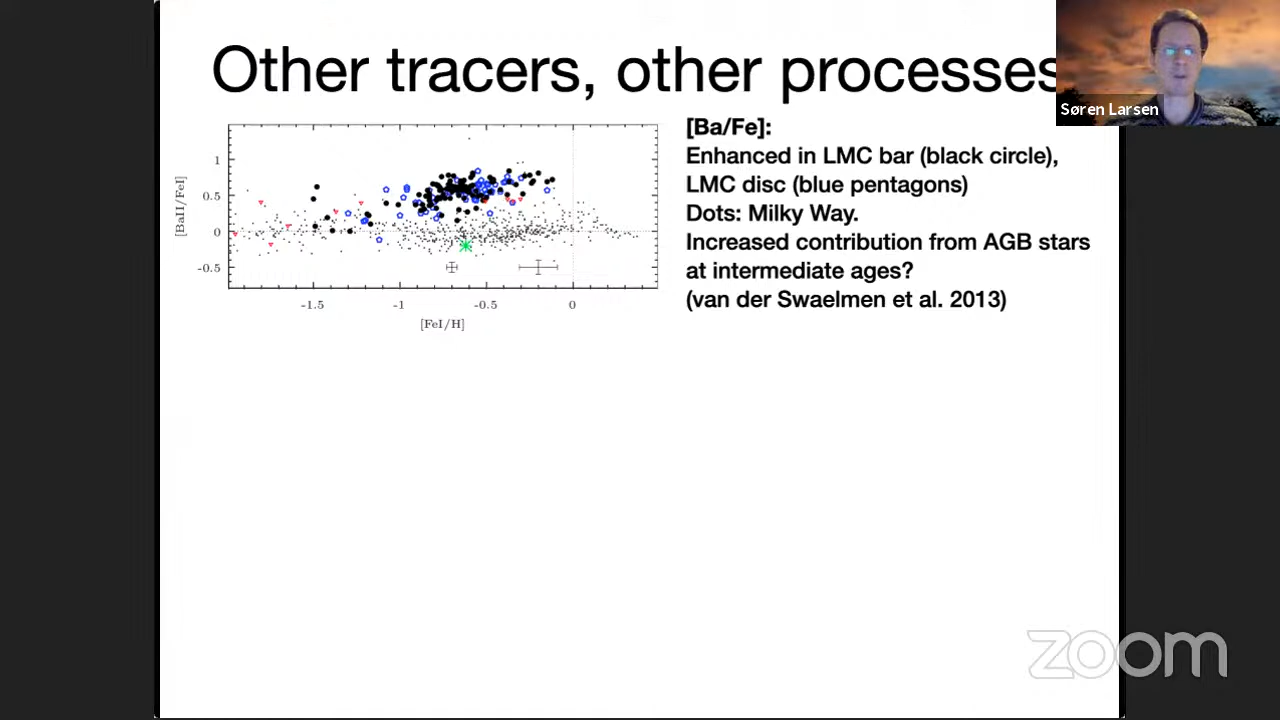 Other tracers, other processes
Søren Larsen
[Ba/Fe]:
Enhanced in LMC bar (black circle),
LMC disc (blue pentagons)
Dots: Milky Way.
Increased contribution from AGB stars
at intermediate ages?
(van der Swaelmen et al. 2013)
[BaII/FeI]
1
0.5
0
-0.5
-1.5
-1
-0.5
0
[FeI/H]
zoom